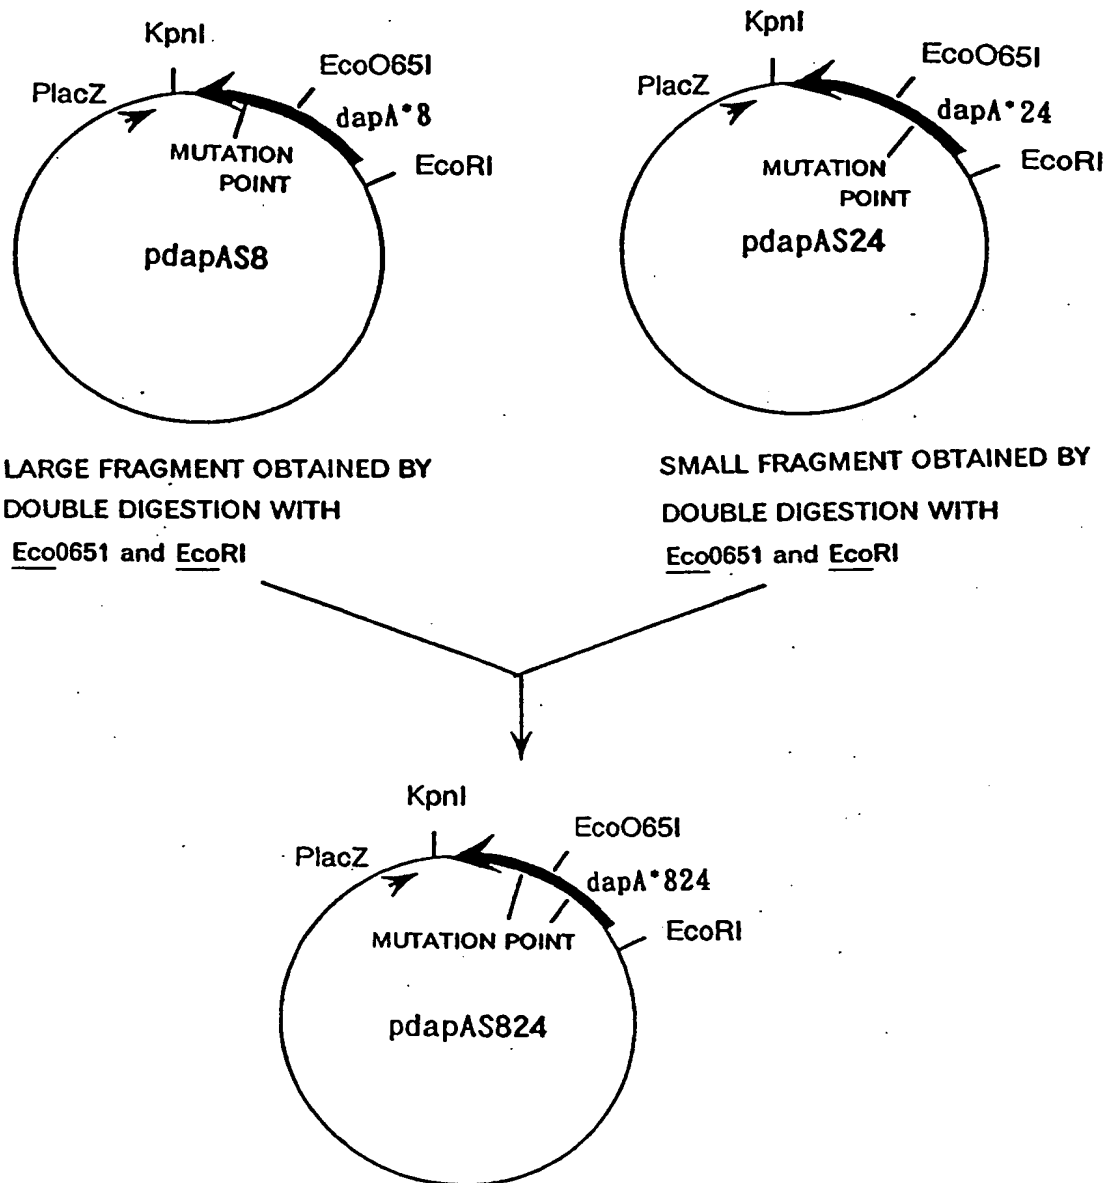 KpnI
EcoO65I
PlacZ
dapA*8
MUTATION
POINT
EcoRI
pdapAS8
KpnI
EcoO65I
PlacZ
dapA*24
MUTATION
POINT
EcoRI
pdapAS24
LARGE FRAGMENT OBTAINED BY
DOUBLE DIGESTION WITH
Eco0651 and EcoRI
SMALL FRAGMENT OBTAINED BY
DOUBLE DIGESTION WITH
Eco0651 and EcoRI
KpnI
EcoO65I
PlacZ
dapA*824
MUTATION POINT
EcoRI
pdapAS824